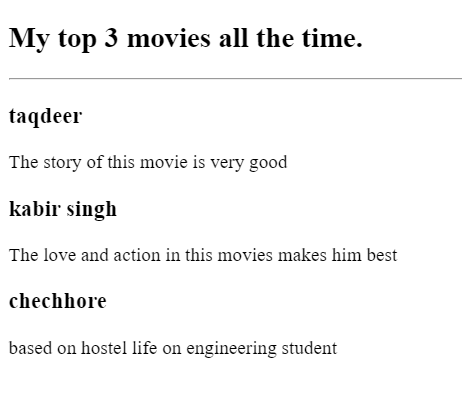 My top 3 movies all the time.
taqdeer
The story of this movie is very good
kabir singh
The love and action in this movies makes him best
chechhore
based on hostel life on engineering student